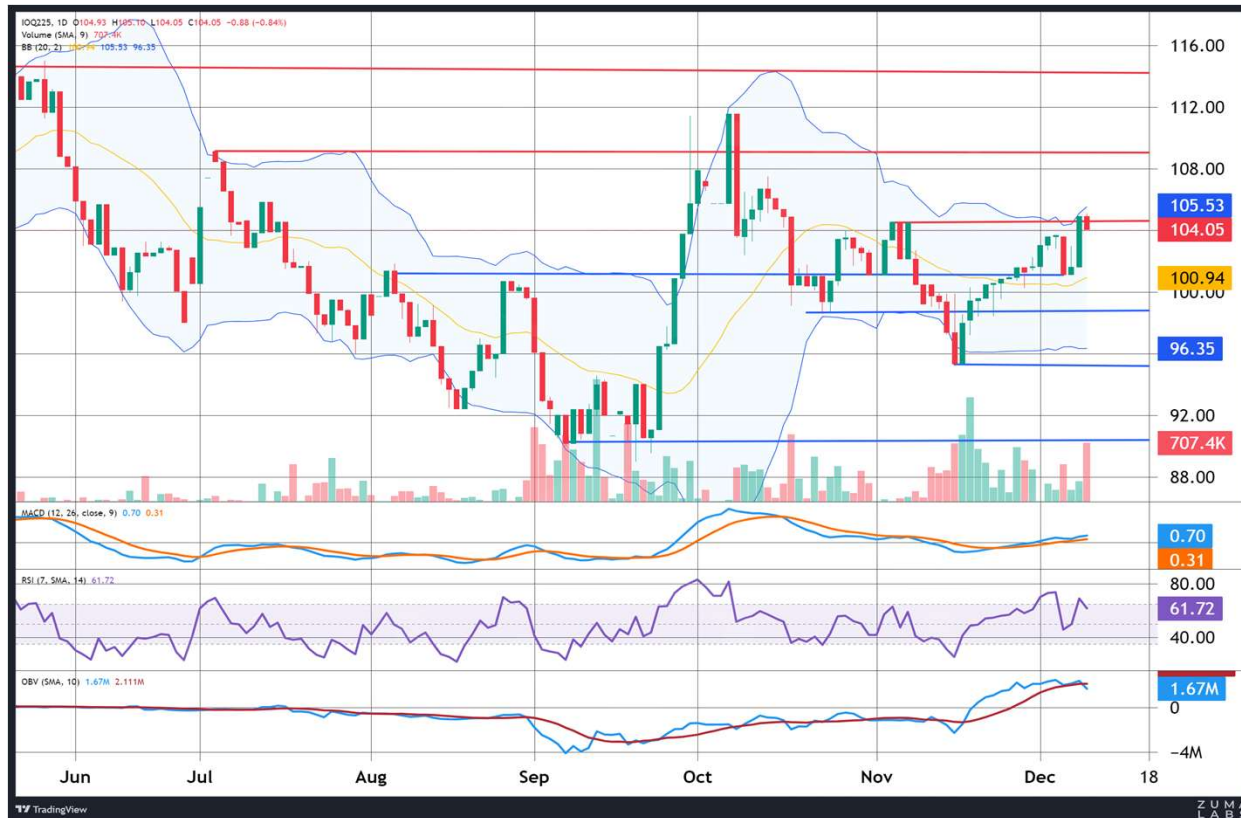 IOQ225, 1D O104.93 H105.10 L104.05 C104.05 -0.88 (-0.84%)
Volume (SMA, 9) 707.4K
BB (20, 2) 100.94 105.53 96.35
116.00
112.00
108.00
105.53
104.05
100.94
100.00
96.35
92.00
707.4K
88.00
MACD (12, 26, close, 9) 0.70 0.31
0.70
0.31
RSI (7, SMA, 14) 61.72
80.00
61.72
40.00
OBV (SMA, 10) 1.67M 2.111M
1.67M
0
−4M
Jun Jul Aug Sep Oct Nov Dec 18
TradingView